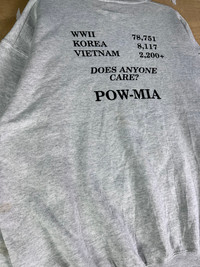 WWII 78,751
KOREA 8,117
VIETNAM 2,200+
DOES ANYONE
CARE?
POW-MIA